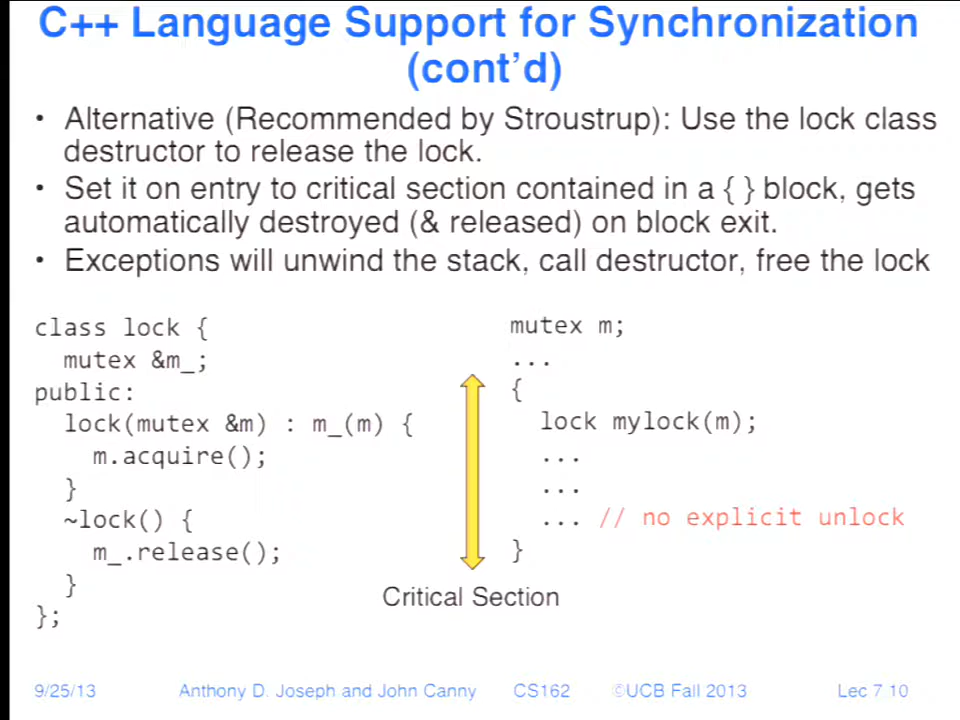 C++ Language Support for Synchronization
(cont'd)
• Alternative (Recommended by Stroustrup): Use the lock class
destructor to release the lock.
• Set it on entry to critical section contained in a { } block, gets
automatically destroyed (& released) on block exit.
• Exceptions will unwind the stack, call destructor, free the lock
class lock {
  mutex &m_;
public:
  lock(mutex &m) : m_(m) {
    m.acquire();
  }
  ~lock() {
    m_.release();
  }
};
mutex m;
...
{
  lock mylock(m);
  ...
  ...
  ... // no explicit unlock
}
Critical Section
9/25/13 Anthony D. Joseph and John Canny CS162 ©UCB Fall 2013 Lec 7 10